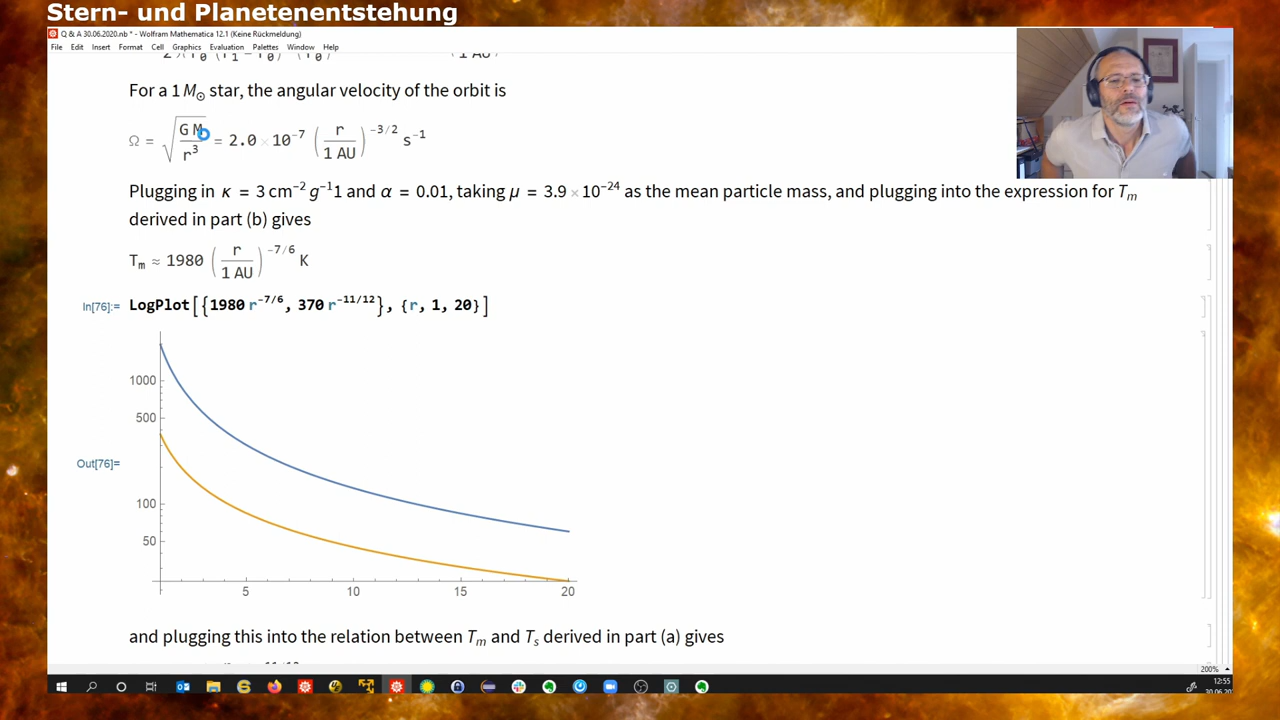 Stern- und Planetenentstehung
Q & A 30.06.2020.nb * - Wolfram Mathematica 12.1 (Keine Rückmeldung)
File Edit Insert Format Cell Graphics Evaluation Palettes Window Help
For a 1 M⊙ star, the angular velocity of the orbit is
Ω = √(G M / r³) = 2.0 × 10⁻⁷ (r / 1 AU)^(-3/2) s⁻¹
Plugging in κ = 3 cm⁻² g⁻¹1 and α = 0.01, taking μ = 3.9 × 10⁻²⁴ as the mean particle mass, and plugging into the expression for Tₘ
derived in part (b) gives
Tₘ ≈ 1980 (r / 1 AU)^(-7/6) K
In[76]:= LogPlot[{1980 r^(-7/6), 370 r^(-11/12)}, {r, 1, 20}]
1000
500
Out[76]=
100
50
5 10 15 20
and plugging this into the relation between Tₘ and Tₛ derived in part (a) gives
200%
12:55
30.06.20